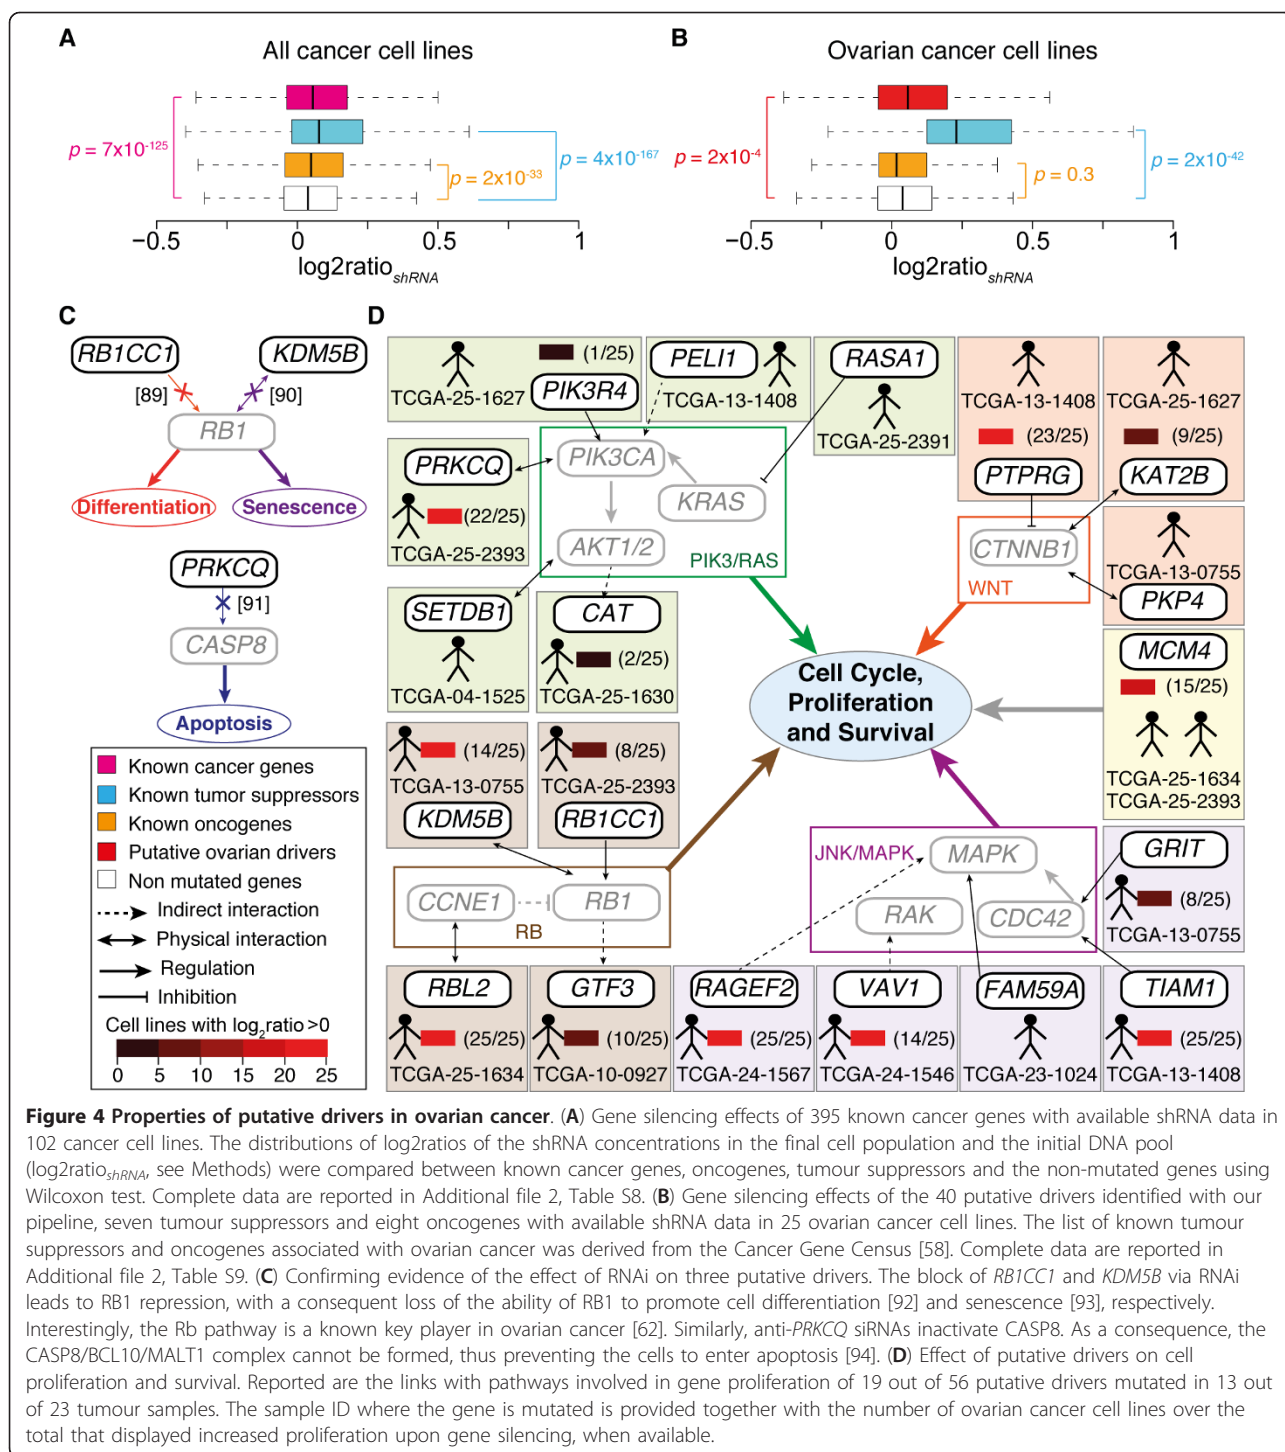 A
All cancer cell lines
p = 7x10-125
p = 4x10-167
p = 2x10-33
−0.5 0 0.5 1
log2ratioshRNA
B
Ovarian cancer cell lines
p = 2x10-4
p = 2x10-42
p = 0.3
−0.5 0 0.5 1
log2ratioshRNA
C
RB1CC1 KDM5B
[89] [90]
RB1
Differentiation Senescence
PRKCQ
[91]
CASP8
Apoptosis
Known cancer genes
Known tumor suppressors
Known oncogenes
Putative ovarian drivers
Non mutated genes
Indirect interaction
Physical interaction
Regulation
Inhibition
Cell lines with log2ratio >0
0 5 10 15 20 25
D
(1/25)
TCGA-25-1627
PIK3R4
PELI1
TCGA-13-1408
RASA1
TCGA-25-2391
TCGA-13-1408
(23/25)
PTPRG
TCGA-25-1627
(9/25)
KAT2B
PRKCQ
(22/25)
TCGA-25-2393
PIK3CA
KRAS
AKT1/2
PIK3/RAS
CTNNB1
WNT
TCGA-13-0755
PKP4
SETDB1
TCGA-04-1525
CAT
(2/25)
TCGA-25-1630
Cell Cycle,
Proliferation
and Survival
MCM4
(15/25)
TCGA-25-1634
TCGA-25-2393
(14/25)
TCGA-13-0755
KDM5B
(8/25)
TCGA-25-2393
RB1CC1
CCNE1 RB1
RB
JNK/MAPK
MAPK
RAK CDC42
GRIT
(8/25)
TCGA-13-0755
RBL2
(25/25)
TCGA-25-1634
GTF3
(10/25)
TCGA-10-0927
RAGEF2
(25/25)
TCGA-24-1567
VAV1
(14/25)
TCGA-24-1546
FAM59A
TCGA-23-1024
TIAM1
(25/25)
TCGA-13-1408
Figure 4 Properties of putative drivers in ovarian cancer. (A) Gene silencing effects of 395 known cancer genes with available shRNA data in
102 cancer cell lines. The distributions of log2ratios of the shRNA concentrations in the final cell population and the initial DNA pool
(log2ratioshRNA, see Methods) were compared between known cancer genes, oncogenes, tumour suppressors and the non-mutated genes using
Wilcoxon test. Complete data are reported in Additional file 2, Table S8. (B) Gene silencing effects of the 40 putative drivers identified with our
pipeline, seven tumour suppressors and eight oncogenes with available shRNA data in 25 ovarian cancer cell lines. The list of known tumour
suppressors and oncogenes associated with ovarian cancer was derived from the Cancer Gene Census [58]. Complete data are reported in
Additional file 2, Table S9. (C) Confirming evidence of the effect of RNAi on three putative drivers. The block of RB1CC1 and KDM5B via RNAi
leads to RB1 repression, with a consequent loss of the ability of RB1 to promote cell differentiation [92] and senescence [93], respectively.
Interestingly, the Rb pathway is a known key player in ovarian cancer [62]. Similarly, anti-PRKCQ siRNAs inactivate CASP8. As a consequence, the
CASP8/BCL10/MALT1 complex cannot be formed, thus preventing the cells to enter apoptosis [94]. (D) Effect of putative drivers on cell
proliferation and survival. Reported are the links with pathways involved in gene proliferation of 19 out of 56 putative drivers mutated in 13 out
of 23 tumour samples. The sample ID where the gene is mutated is provided together with the number of ovarian cancer cell lines over the
total that displayed increased proliferation upon gene silencing, when available.